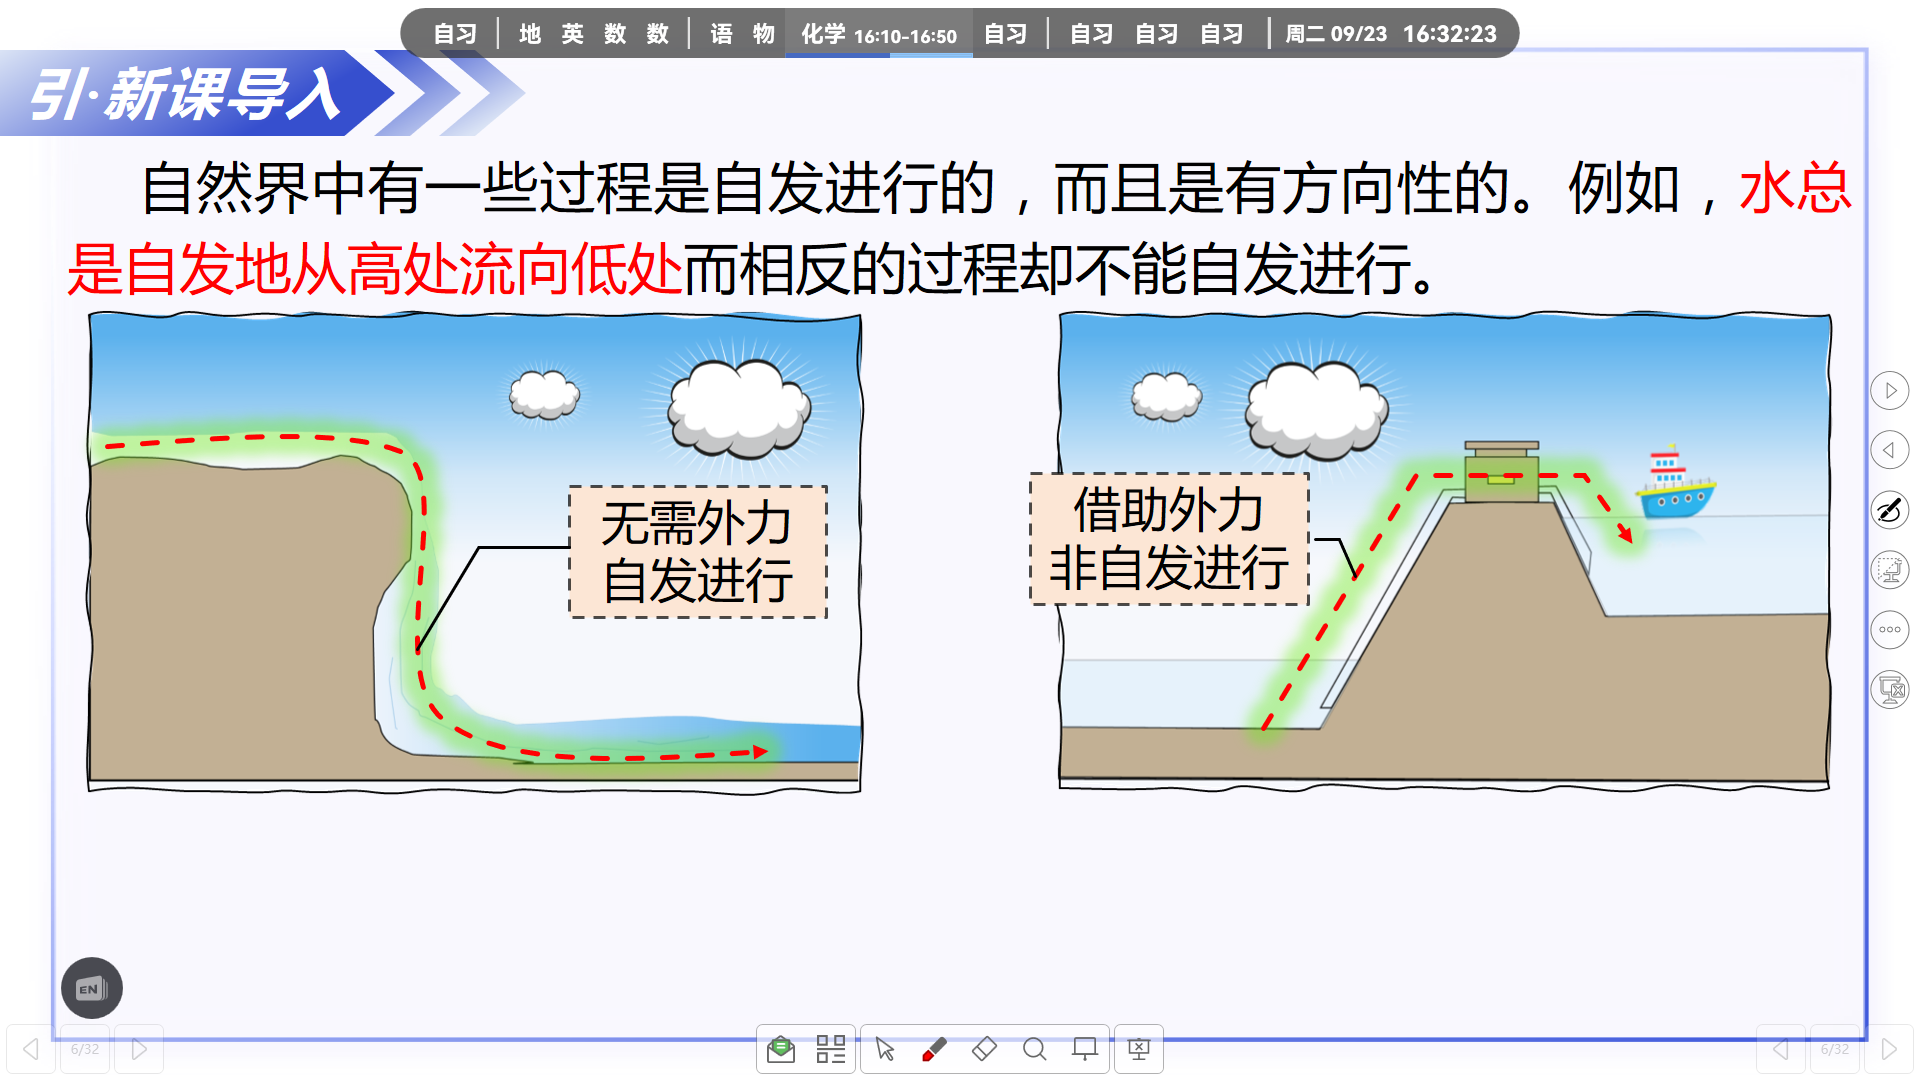 自习 | 地 英 数 数 | 语 物 化学 16:10-16:50 自习 | 自习 自习 自习 | 周二 09/23 16:32:23
引·新课导入
自然界中有一些过程是自发进行的，而且是有方向性的。例如，水总
是自发地从高处流向低处而相反的过程却不能自发进行。
无需外力
自发进行
借助外力
非自发进行
EN
6/32
6/32